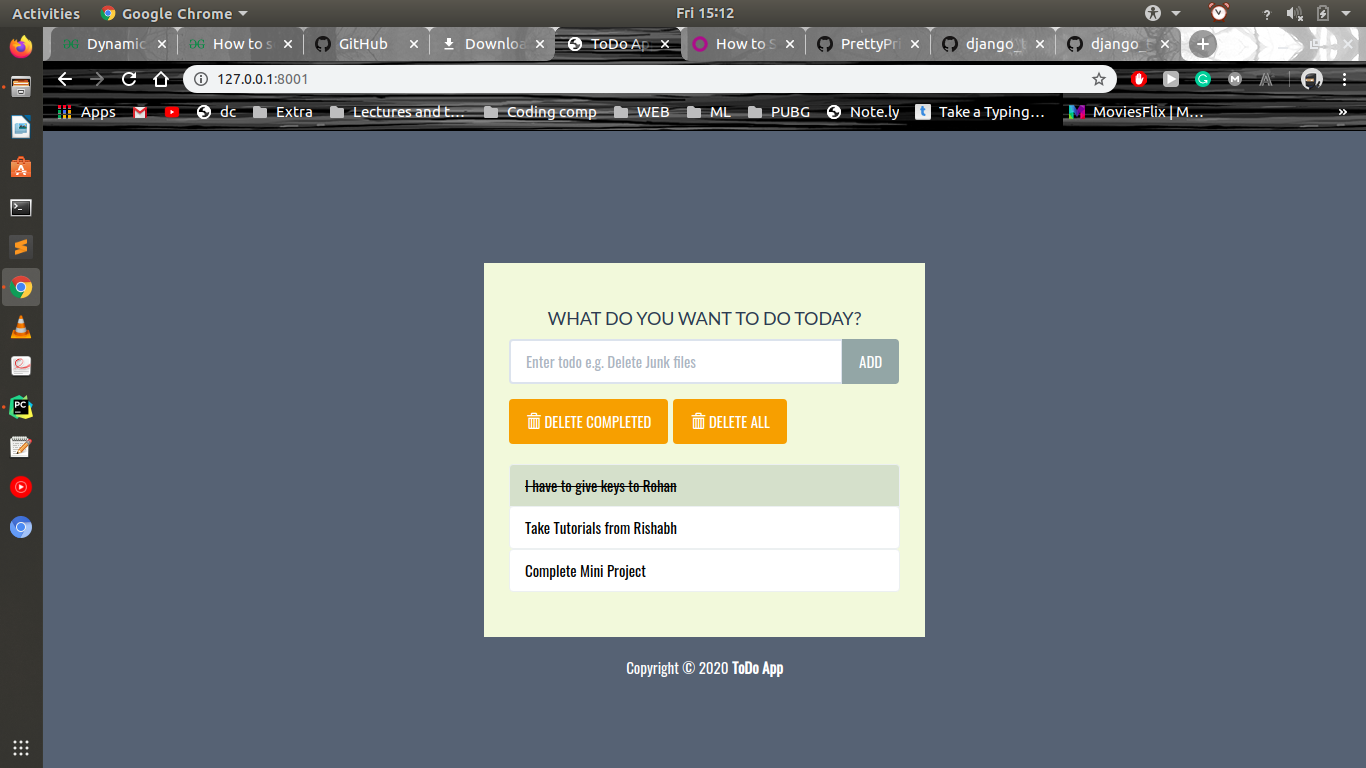 Activities Google Chrome Fri 15:12
Dynamic How to s GitHub Downloa ToDo Ap How to S PrettyPri django_t django_t
127.0.0.1:8001
Apps dc Extra Lectures and t… Coding comp WEB ML PUBG Note.ly Take a Typing… MoviesFlix | M… »
WHAT DO YOU WANT TO DO TODAY?
Enter todo e.g. Delete Junk files ADD
DELETE COMPLETED DELETE ALL
I have to give keys to Rohan
Take Tutorials from Rishabh
Complete Mini Project
Copyright © 2020 ToDo App